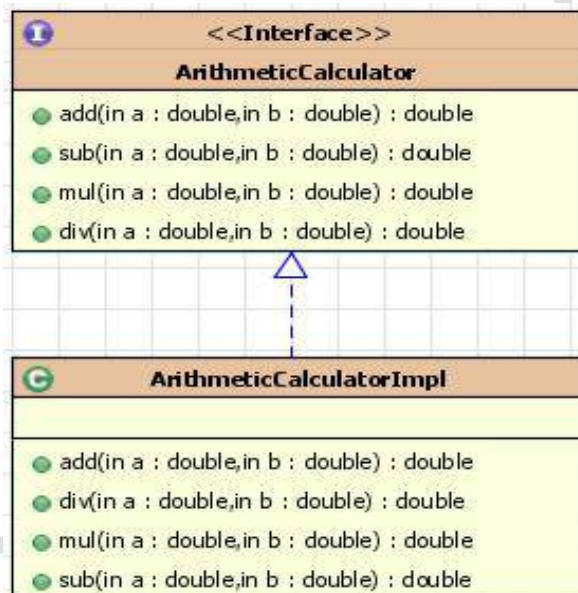 I
<<Interface>>
ArithmeticCalculator
add(in a : double,in b : double) : double
sub(in a : double,in b : double) : double
mul(in a : double,in b : double) : double
div(in a : double,in b : double) : double
C
ArithmeticCalculatorImpl
add(in a : double,in b : double) : double
div(in a : double,in b : double) : double
mul(in a : double,in b : double) : double
sub(in a : double,in b : double) : double